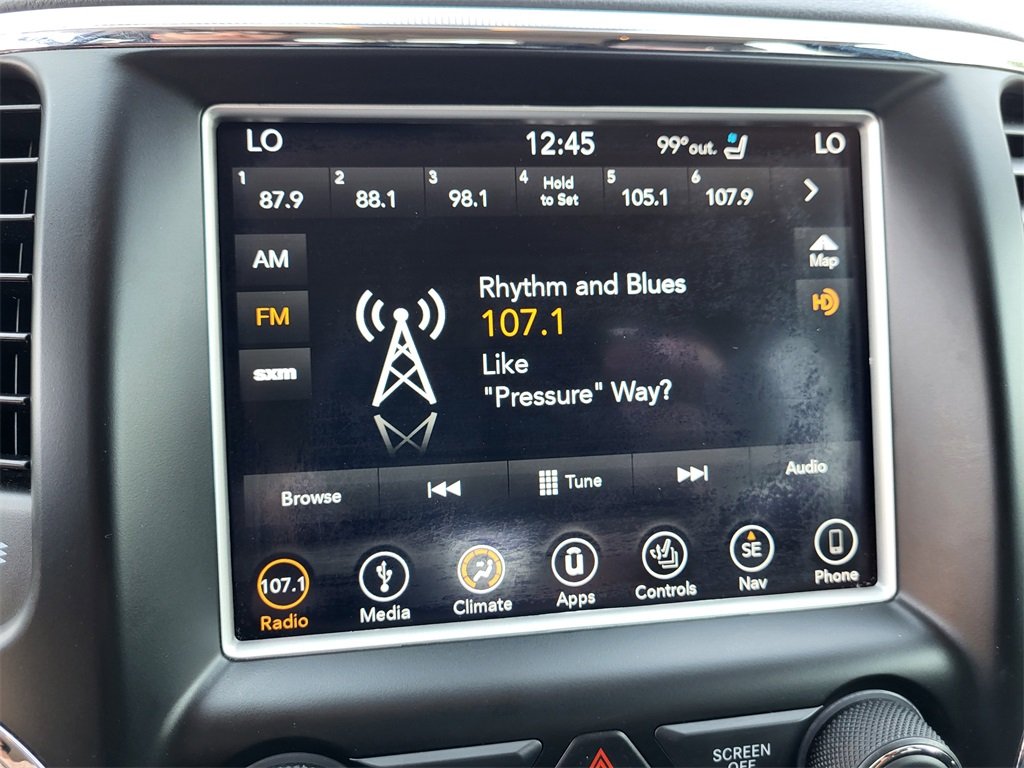 LO 12:45 99° out. LO
1 87.9 2 88.1 3 98.1 4 Hold to Set 5 105.1 6 107.9
AM
Map
Rhythm and Blues
FM
107.1
HD
sxm
Like
"Pressure" Way?
Browse Tune Audio
107.1 SE
Radio Media Climate Apps Controls Nav Phone
SCREEN
OFF